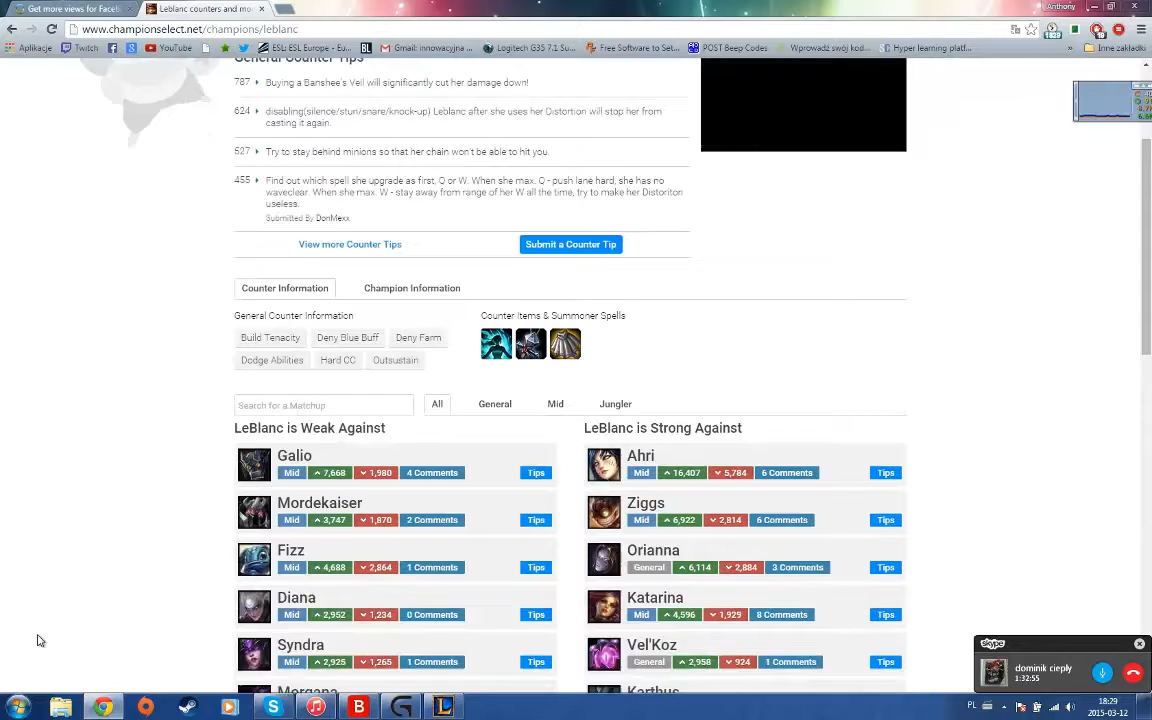 Anthony
Get more views for Faceb
Leblanc counters and mo
www.championselect.net/champions/leblanc
Aplikacje
Twitch
YouTube
ESL: ESL Europe - Eu...
BL
Gmail: innowacyjna ...
Logitech G35 7.1 Su...
Free Software to Set...
POST Beep Codes
Wprowadź swój kod...
Hyper learning platf...
»
Inne zakładki
General Counter Tips
787 Buying a Banshee's Veil will significantly cut her damage down!
624 disabling(silence/stun/snare/knock-up) Leblanc after she uses her Distortion will stop her from
casting it again.
527 Try to stay behind minions so that her chain won't be able to hit you.
455 Find out which spell she upgrade as first, Q or W. When she max. Q - push lane hard, she has no
waveclear. When she max. W - stay away from range of her W all the time, try to make her Distoriton
useless.
Submitted By DonMexx
View more Counter Tips
Submit a Counter Tip
Counter Information
Champion Information
General Counter Information
Counter Items & Summoner Spells
Build Tenacity
Deny Blue Buff
Deny Farm
Dodge Abilities
Hard CC
Outsustain
Search for a Matchup
All
General
Mid
Jungler
LeBlanc is Weak Against
LeBlanc is Strong Against
Galio
Mid 7,668 1,980 4 Comments Tips
Ahri
Mid 16,407 5,784 6 Comments Tips
Mordekaiser
Mid 3,747 1,870 2 Comments Tips
Ziggs
Mid 6,922 2,814 6 Comments Tips
Fizz
Mid 4,688 2,864 1 Comments Tips
Orianna
General 6,114 2,884 3 Comments Tips
Diana
Mid 2,952 1,234 0 Comments Tips
Katarina
Mid 4,596 1,929 8 Comments Tips
Syndra
Mid 2,925 1,265 1 Comments Tips
Vel'Koz
General 2,958 924 1 Comments Tips
Morgana
Karthus
skype
dominik cieply
1:32:55
PL
18:29
2015-03-12